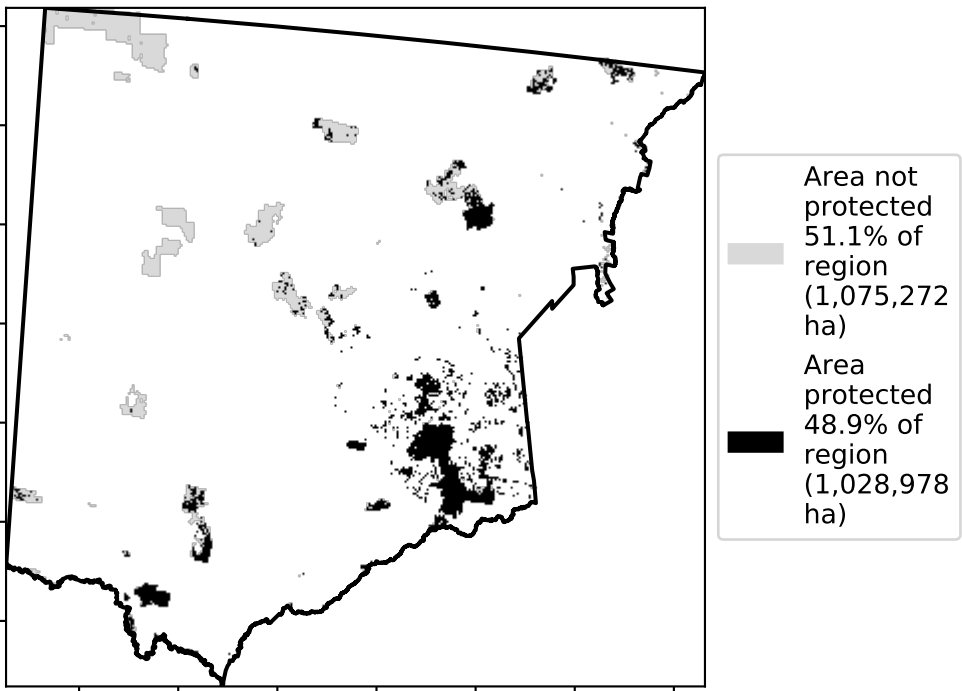 Area not
protected
51.1% of
region
(1,075,272
ha)
Area
protected
48.9% of
region
(1,028,978
ha)